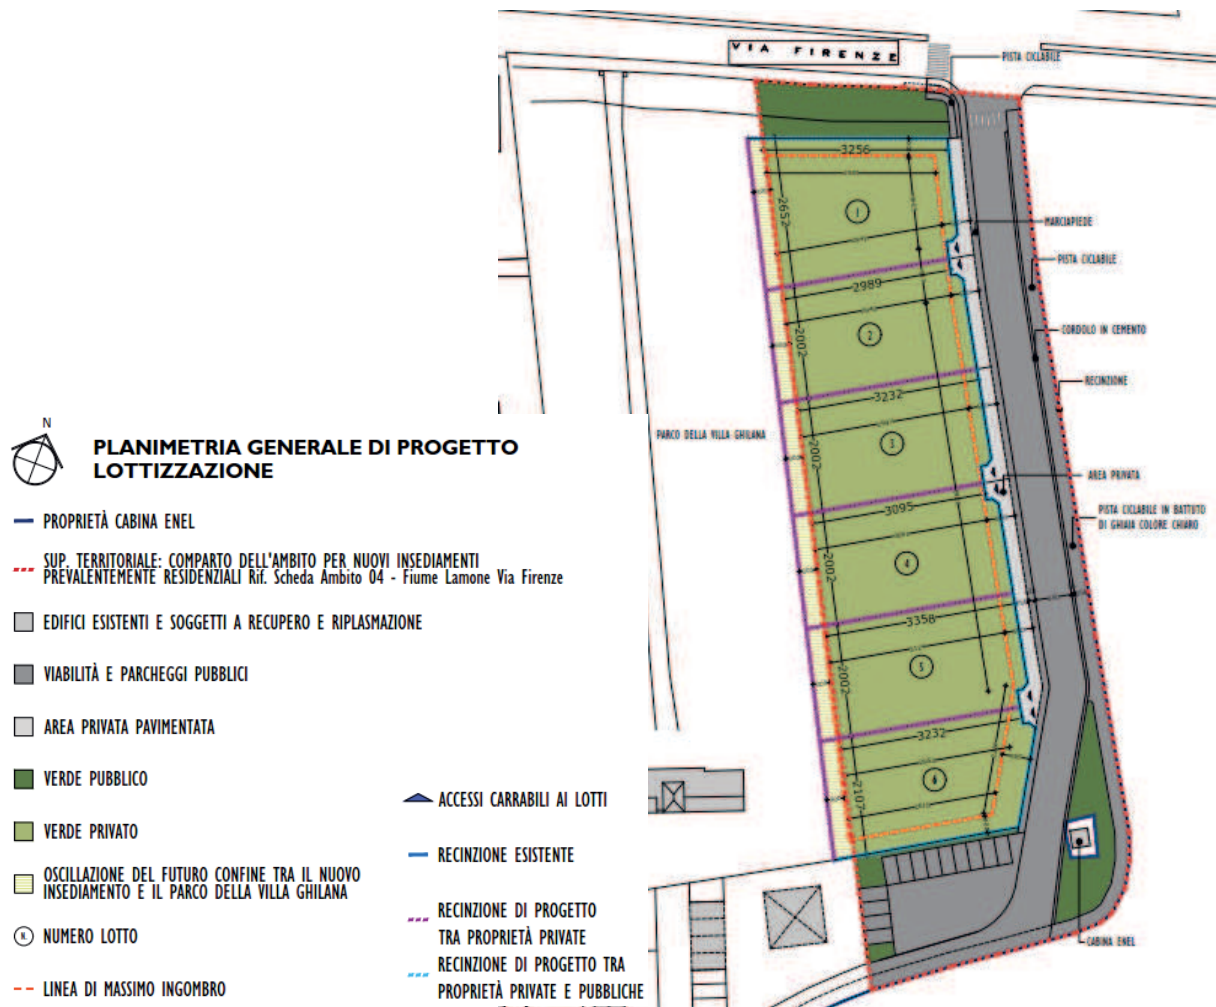 VIA FIRENZE
PISTA CICLABILE
3256
2652
1
MARCIAPIEDE
PISTA CICLABILE
2989
2
2002
CORDOLO IN CEMENTO
RECINZIONE
3232
PARCO DELLA VILLA GHILANA
3
2002
AREA PRIVATA
3095
PISTA CICLABILE IN BATTUTO
DI GHIAIA COLORE CHIARO
4
2002
3358
5
2002
3232
6
2107
CABINA ENEL
N
PLANIMETRIA GENERALE DI PROGETTO
LOTTIZZAZIONE
PROPRIETÀ CABINA ENEL
SUP. TERRITORIALE: COMPARTO DELL'AMBITO PER NUOVI INSEDIAMENTI
PREVALENTEMENTE RESIDENZIALI Rif. Scheda Ambito 04 - Fiume Lamone Via Firenze
EDIFICI ESISTENTI E SOGGETTI A RECUPERO E RIPLASMAZIONE
VIABILITÀ E PARCHEGGI PUBBLICI
AREA PRIVATA PAVIMENTATA
VERDE PUBBLICO
VERDE PRIVATO
OSCILLAZIONE DEL FUTURO CONFINE TRA IL NUOVO
INSEDIAMENTO E IL PARCO DELLA VILLA GHILANA
N. NUMERO LOTTO
LINEA DI MASSIMO INGOMBRO
ACCESSI CARRABILI AI LOTTI
RECINZIONE ESISTENTE
RECINZIONE DI PROGETTO
TRA PROPRIETÀ PRIVATE
RECINZIONE DI PROGETTO TRA
PROPRIETÀ PRIVATE E PUBBLICHE